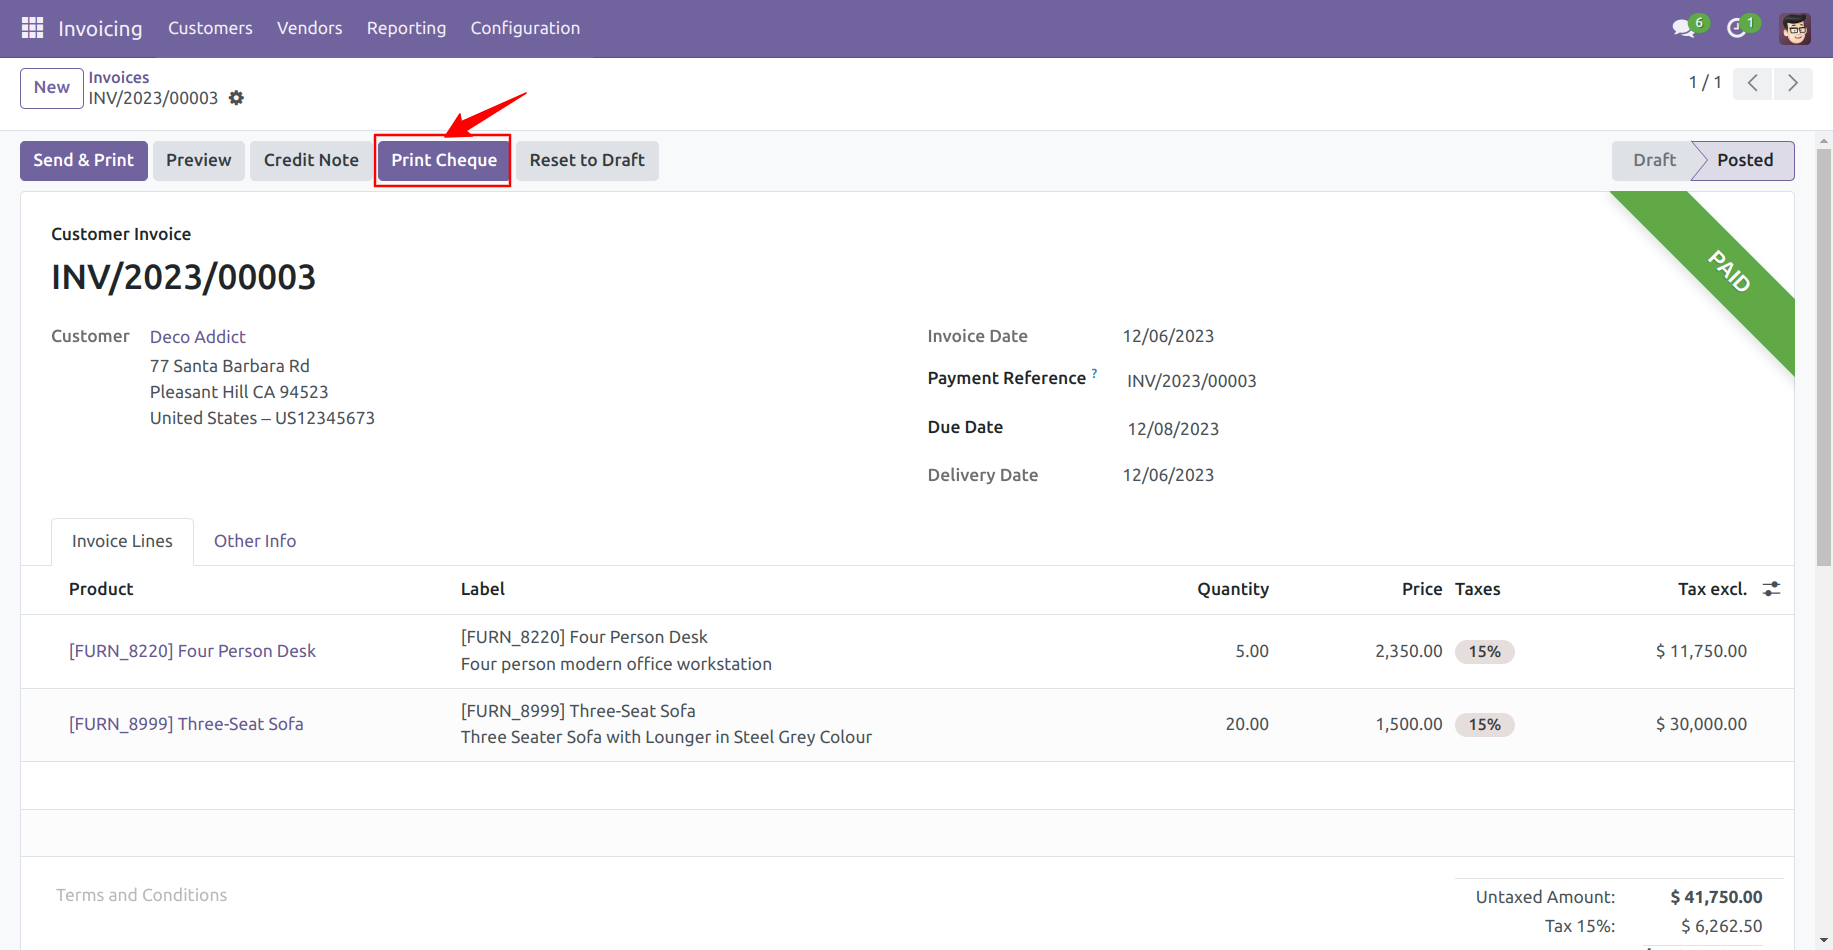 Invoicing Customers Vendors Reporting Configuration 6 1
New Invoices
INV/2023/00003 1 / 1
Send & Print Preview Credit Note Print Cheque Reset to Draft Draft Posted
PAID
Customer Invoice
INV/2023/00003
Customer Deco Addict Invoice Date 12/06/2023
77 Santa Barbara Rd
Pleasant Hill CA 94523 Payment Reference ? INV/2023/00003
United States – US12345673 Due Date 12/08/2023
Delivery Date 12/06/2023
Invoice Lines Other Info
Product Label Quantity Price Taxes Tax excl.
[FURN_8220] Four Person Desk [FURN_8220] Four Person Desk 5.00 2,350.00 15% $ 11,750.00
Four person modern office workstation
[FURN_8999] Three-Seat Sofa [FURN_8999] Three-Seat Sofa 20.00 1,500.00 15% $ 30,000.00
Three Seater Sofa with Lounger in Steel Grey Colour
Terms and Conditions Untaxed Amount: $ 41,750.00
Tax 15%: $ 6,262.50